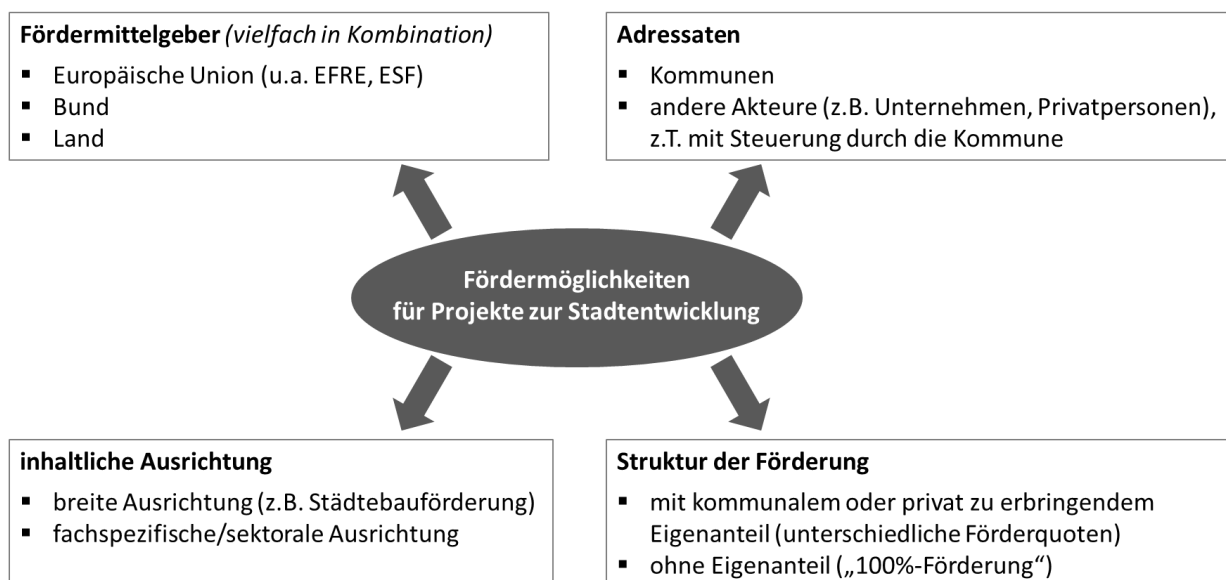 Fördermittelgeber (vielfach in Kombination)
▪ Europäische Union (u.a. EFRE, ESF)
▪ Bund
▪ Land
Adressaten
▪ Kommunen
▪ andere Akteure (z.B. Unternehmen, Privatpersonen),
z.T. mit Steuerung durch die Kommune
Fördermöglichkeiten
für Projekte zur Stadtentwicklung
inhaltliche Ausrichtung
▪ breite Ausrichtung (z.B. Städtebauförderung)
▪ fachspezifische/sektorale Ausrichtung
Struktur der Förderung
▪ mit kommunalem oder privat zu erbringendem
Eigenanteil (unterschiedliche Förderquoten)
▪ ohne Eigenanteil („100%-Förderung“)